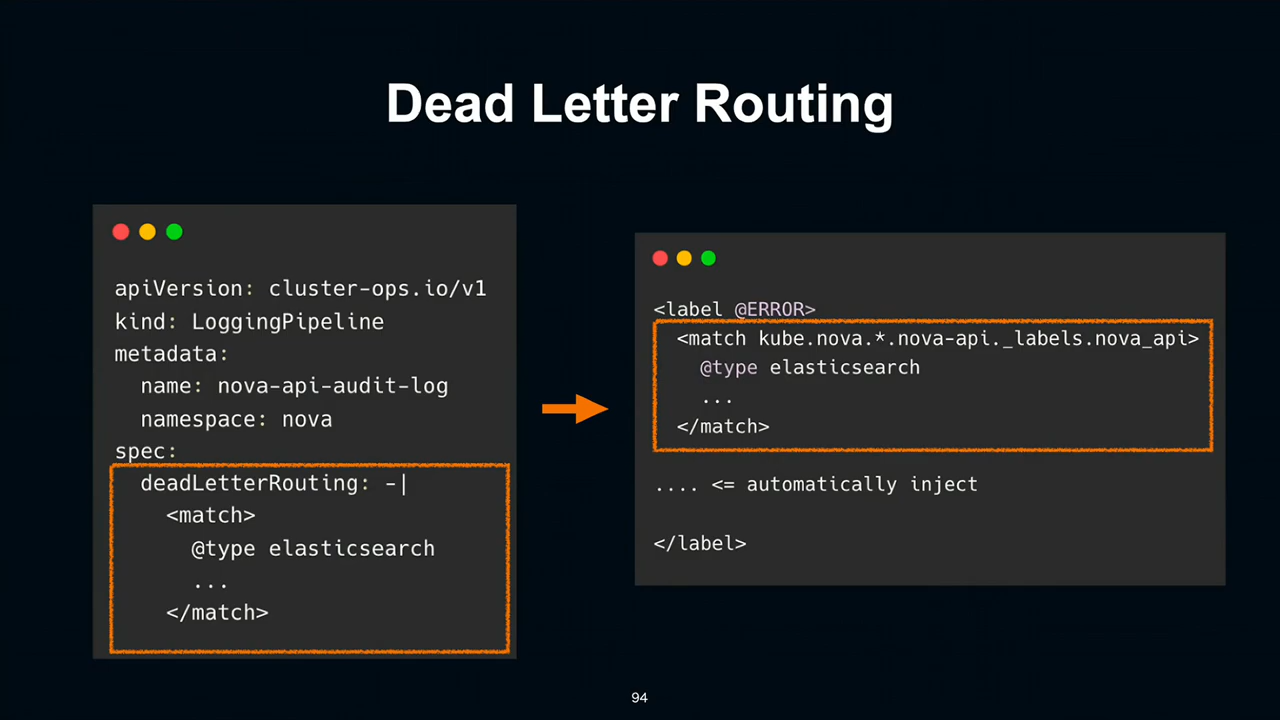 Dead Letter Routing
apiVersion: cluster-ops.io/v1
kind: LoggingPipeline
metadata:
name: nova-api-audit-log
namespace: nova
spec:
deadLetterRouting: -|
<match>
@type elasticsearch
...
</match>
<label @ERROR>
<match kube.nova.*.nova-api._labels.nova_api>
@type elasticsearch
...
</match>
.... <= automatically inject
</label>
94